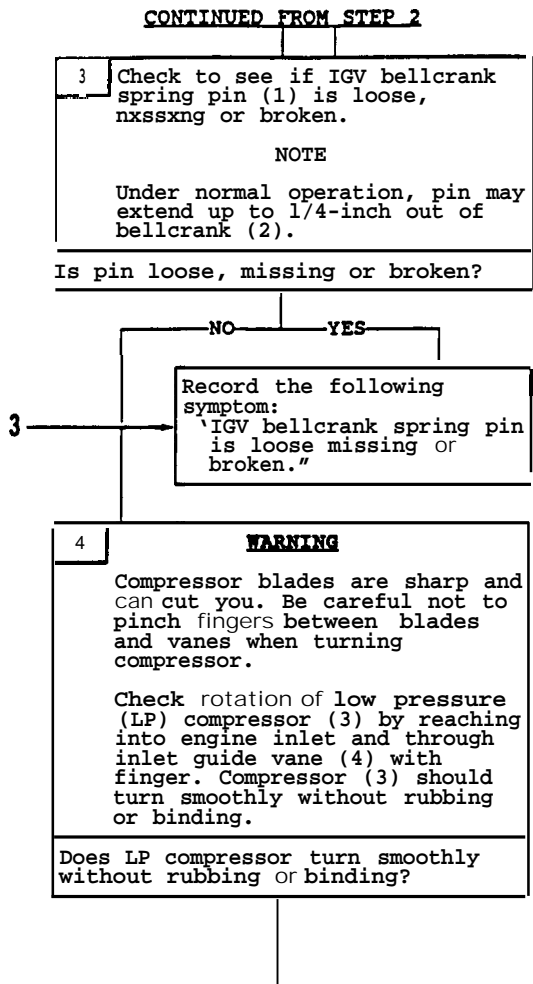 CONTINUED FROM STEP 2
3 Check to see if IGV bellcrank
spring pin (1) is loose,
nxssxng or broken.
NOTE
Under normal operation, pin may
extend up to 1/4-inch out of
bellcrank (2).
Is pin loose, missing or broken?
NO YES
Record the following
symptom:
3 'IGV bellcrank spring pin
is loose missing or
broken."
4 WARNING
Compressor blades are sharp and
can cut you. Be careful not to
pinch fingers between blades
and vanes when turning
compressor.
Check rotation of low pressure
(LP) compressor (3) by reaching
into engine inlet and through
inlet guide vane (4) with
finger. Compressor (3) should
turn smoothly without rubbing
or binding.
Does LP compressor turn smoothly
without rubbing or binding?